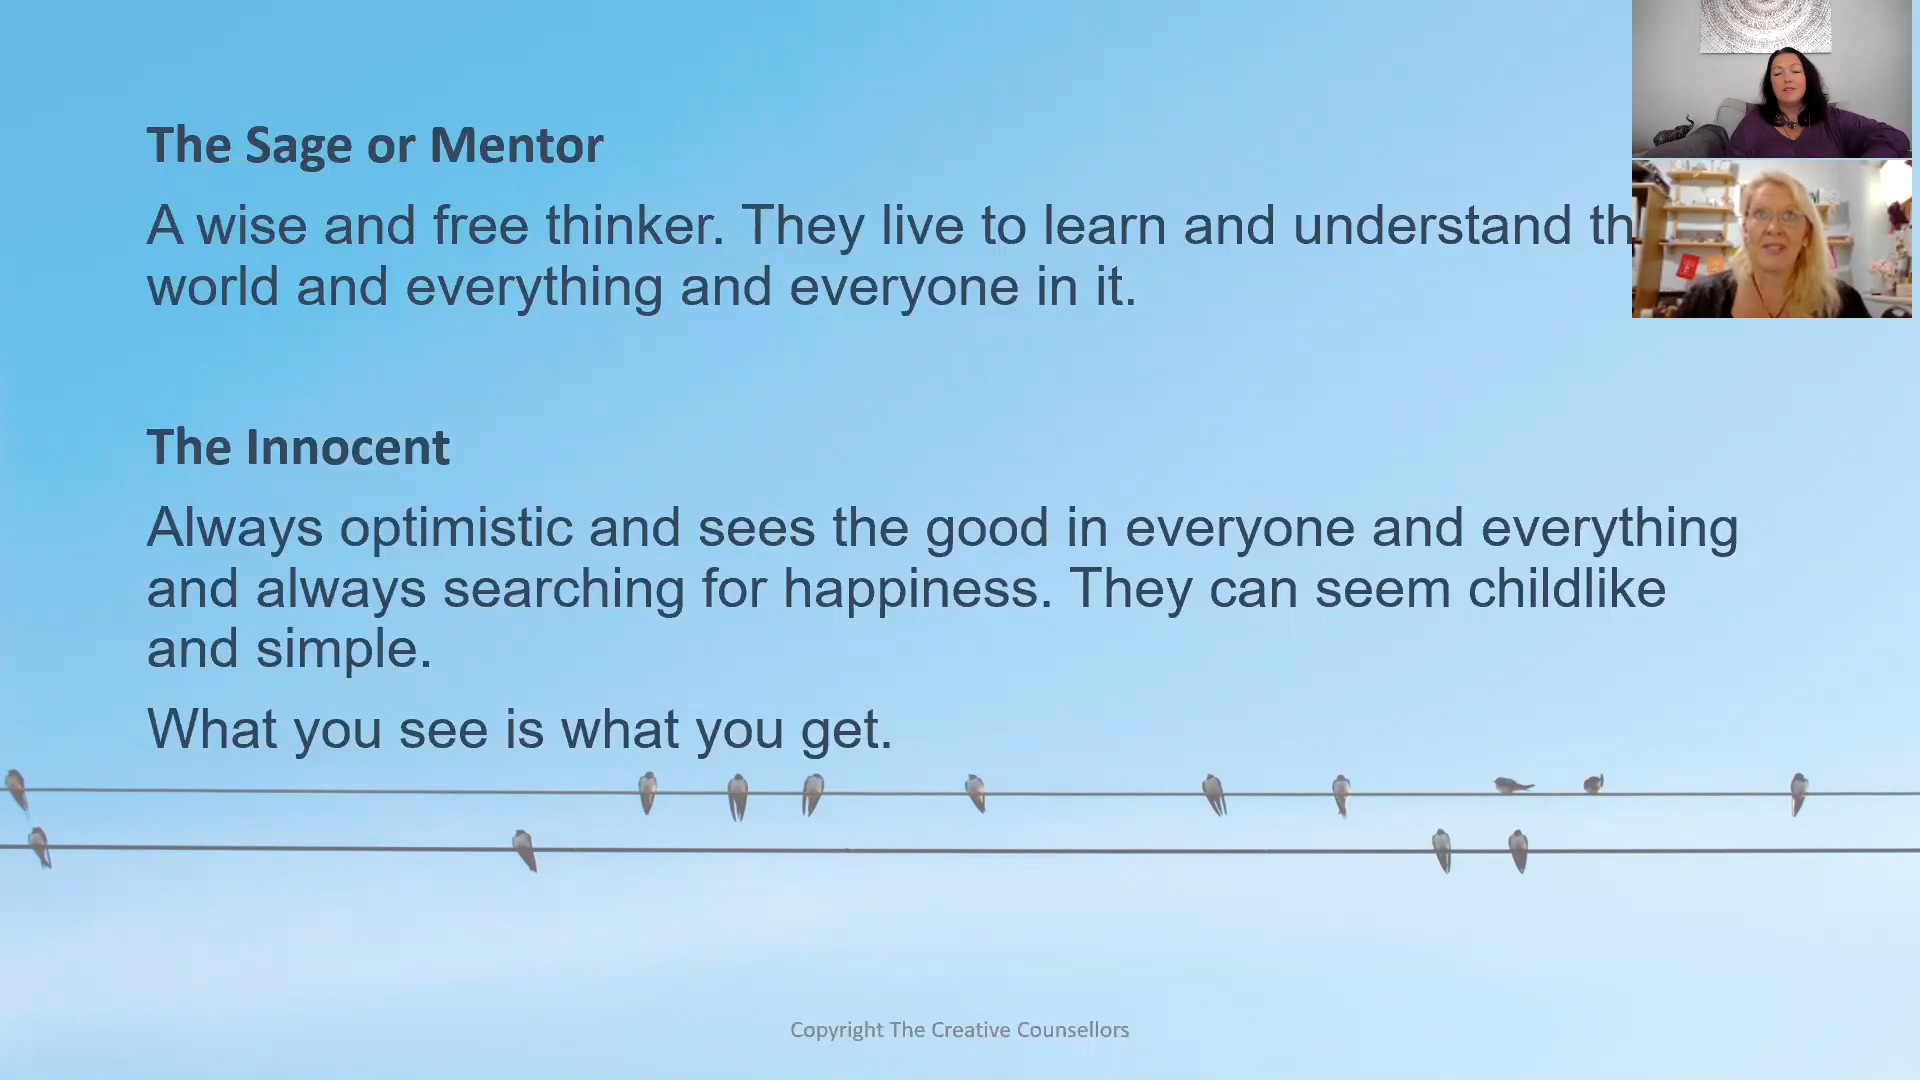 The Sage or Mentor
A wise and free thinker. They live to learn and understand
world and everything and everyone in it.
The Innocent
Always optimistic and sees the good in everyone and everything
and always searching for happiness. They can seem childlike
and simple.
What you see is what you get.
Copyright The Creative Counsellors